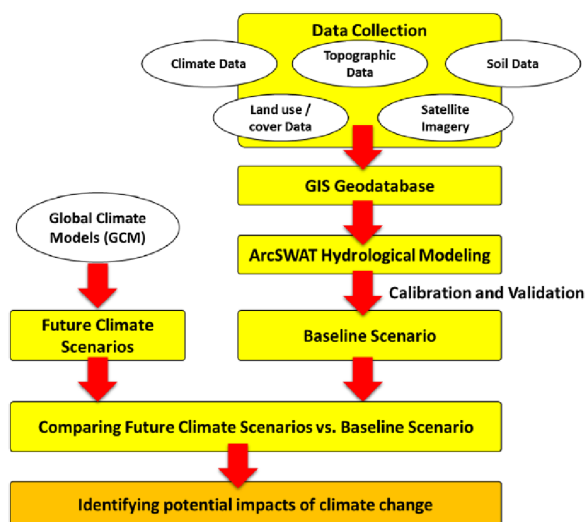 Data Collection
Climate Data
Topographic
Data
Soil Data
Land use /
cover Data
Satellite
Imagery
GIS Geodatabase
Global Climate
Models (GCM)
ArcSWAT Hydrological Modeling
Calibration and Validation
Future Climate
Scenarios
Baseline Scenario
Comparing Future Climate Scenarios vs. Baseline Scenario
Identifying potential impacts of climate change